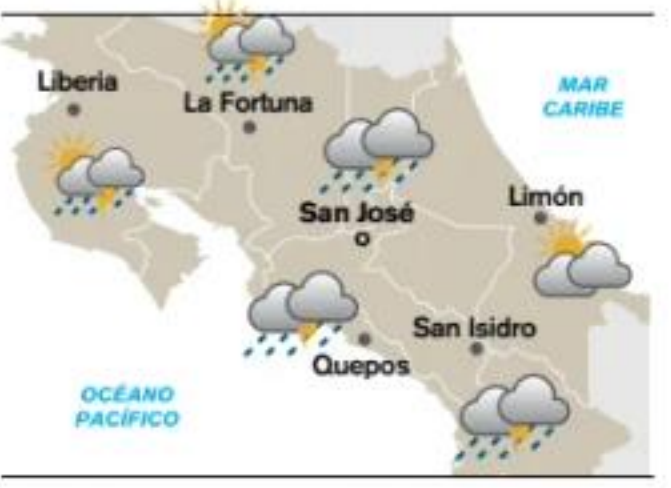 Liberia
La Fortuna
MAR
CARIBE
San José
Limón
San Isidro
Quepos
OCÉANO
PACÍFICO